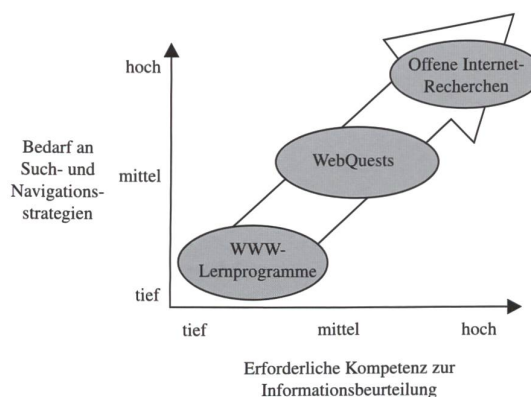 hoch
Offene Internet-
Recherchen
Bedarf an
Such- und
Navigations-
strategien
mittel
WebQuests
WWW-
Lernprogramme
tief
tief
mittel
hoch
Erforderliche Kompetenz zur
Informationsbeurteilung